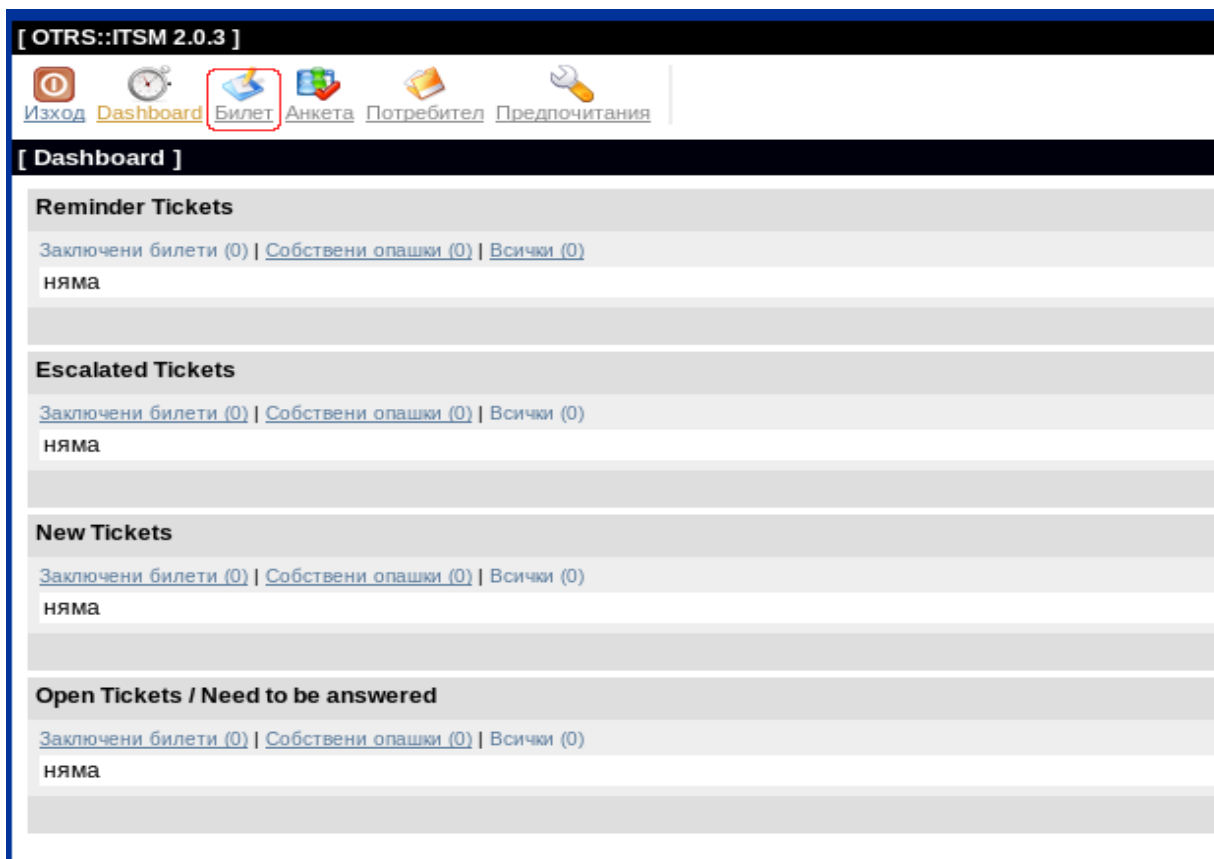 [ OTRS::ITSM 2.0.3 ]
Изход Dashboard Билет Анкета Потребител Предпочитания
[ Dashboard ]
Reminder Tickets
Заключени билети (0) | Собствени опашки (0) | Всички (0)
няма
Escalated Tickets
Заключени билети (0) | Собствени опашки (0) | Всички (0)
няма
New Tickets
Заключени билети (0) | Собствени опашки (0) | Всички (0)
няма
Open Tickets / Need to be answered
Заключени билети (0) | Собствени опашки (0) | Всички (0)
няма